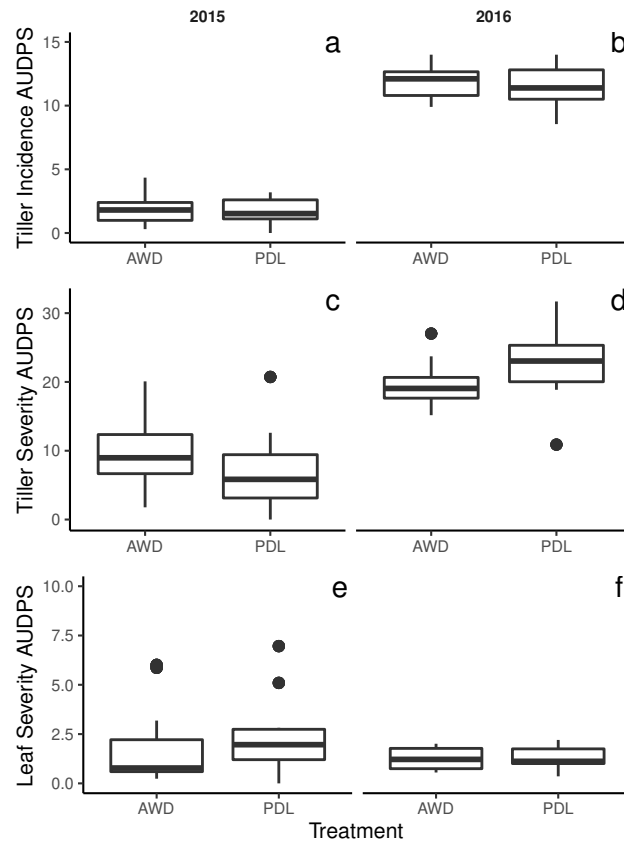 2015 2016
a b
Tiller Incidence AUDPS
15
10
5
0
AWD PDL AWD PDL
c d
Tiller Severity AUDPS
30
20
10
0
AWD PDL AWD PDL
e f
Leaf Severity AUDPS
10.0
7.5
5.0
2.5
0.0
AWD PDL AWD PDL
Treatment